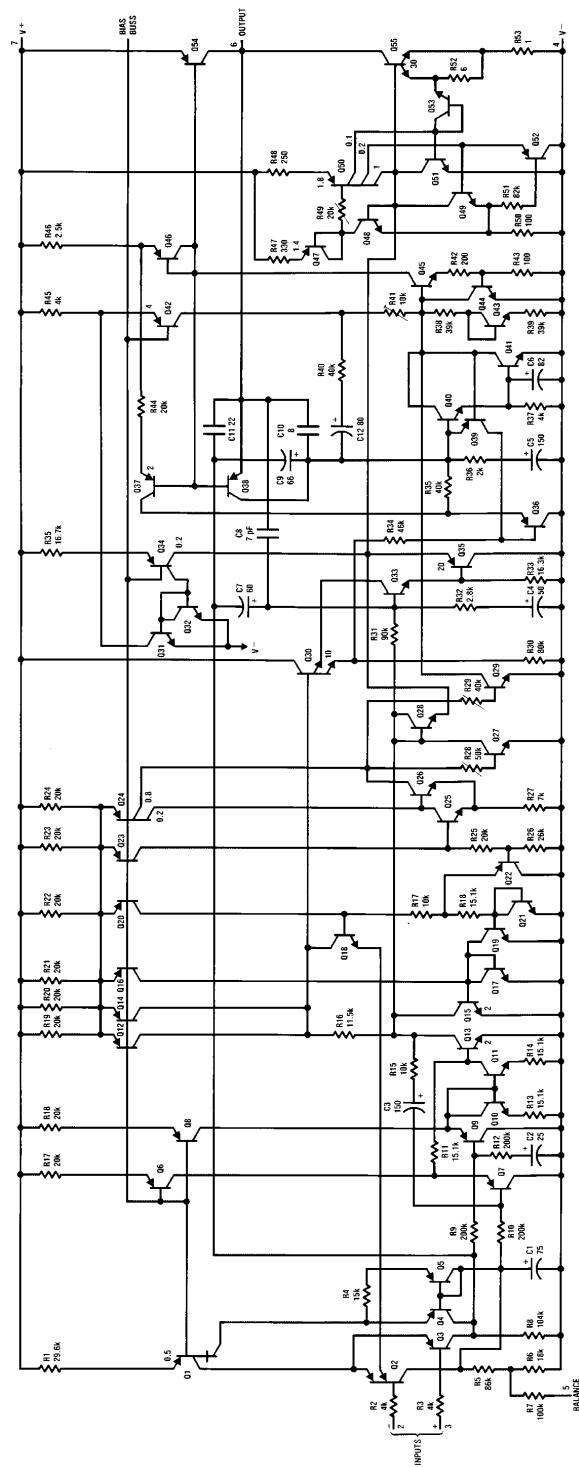 7
V+
BIAS
BUSS
6
OUTPUT
4
V−
R1
29.6k
R17
20k
R18
20k
R19
20k
R20
20k
R21
20k
R22
20k
R23
20k
R24
20k
R35
16.7k
R45
4k
R46
2.5k
Q54
0.5
Q1
Q6
Q8
Q12
Q14
Q16
Q20
Q23
Q24
0.8
0.2
Q31
Q32
V−
Q34
0.2
Q37
2
R44
20k
Q42
4
Q46
C11 22
C10
8
C9
66
Q38
C8
7 pF
C7
60
C12 80
R40
40k
R41
10k
R47
330
1.4
Q47
R48
250
1.8
R49
20k
Q50
0.1
0.2
1
Q48
Q49
Q51
Q53
Q55
30
R52
6
R53
1
R50
100
R51
82k
Q52
Q30
10
Q18
R16
11.5k
R31
90k
Q33
R34
46k
R35
40k
R36
2k
Q40
Q39
R38
39k
Q45
R42
200
Q44
Q43
R43
100
R39
39k
Q41
C6
82
R37
4k
C5
150
Q36
Q35
20
R32
2.8k
C4
50
R33
16.3k
R30
80k
R29
40k
Q29
Q28
R28
50k
Q27
Q26
Q25
R27
7k
R25
20k
R26
26k
Q22
R17
10k
R18
15.1k
Q19
Q21
Q17
Q15
2
Q13
2
R15
10k
C3
150
Q11
Q10
R14
15.1k
R13
15.1k
R11
15.1k
Q9
R12
200k
C2
25
Q7
R9
200k
R10
200k
R4
15k
Q5
Q4
C1
75
Q3
Q2
R2
4k
R3
4k
−
2
+
3
INPUTS
R5
86k
R8
104k
R6
18k
R7
100k
5
BALANCE